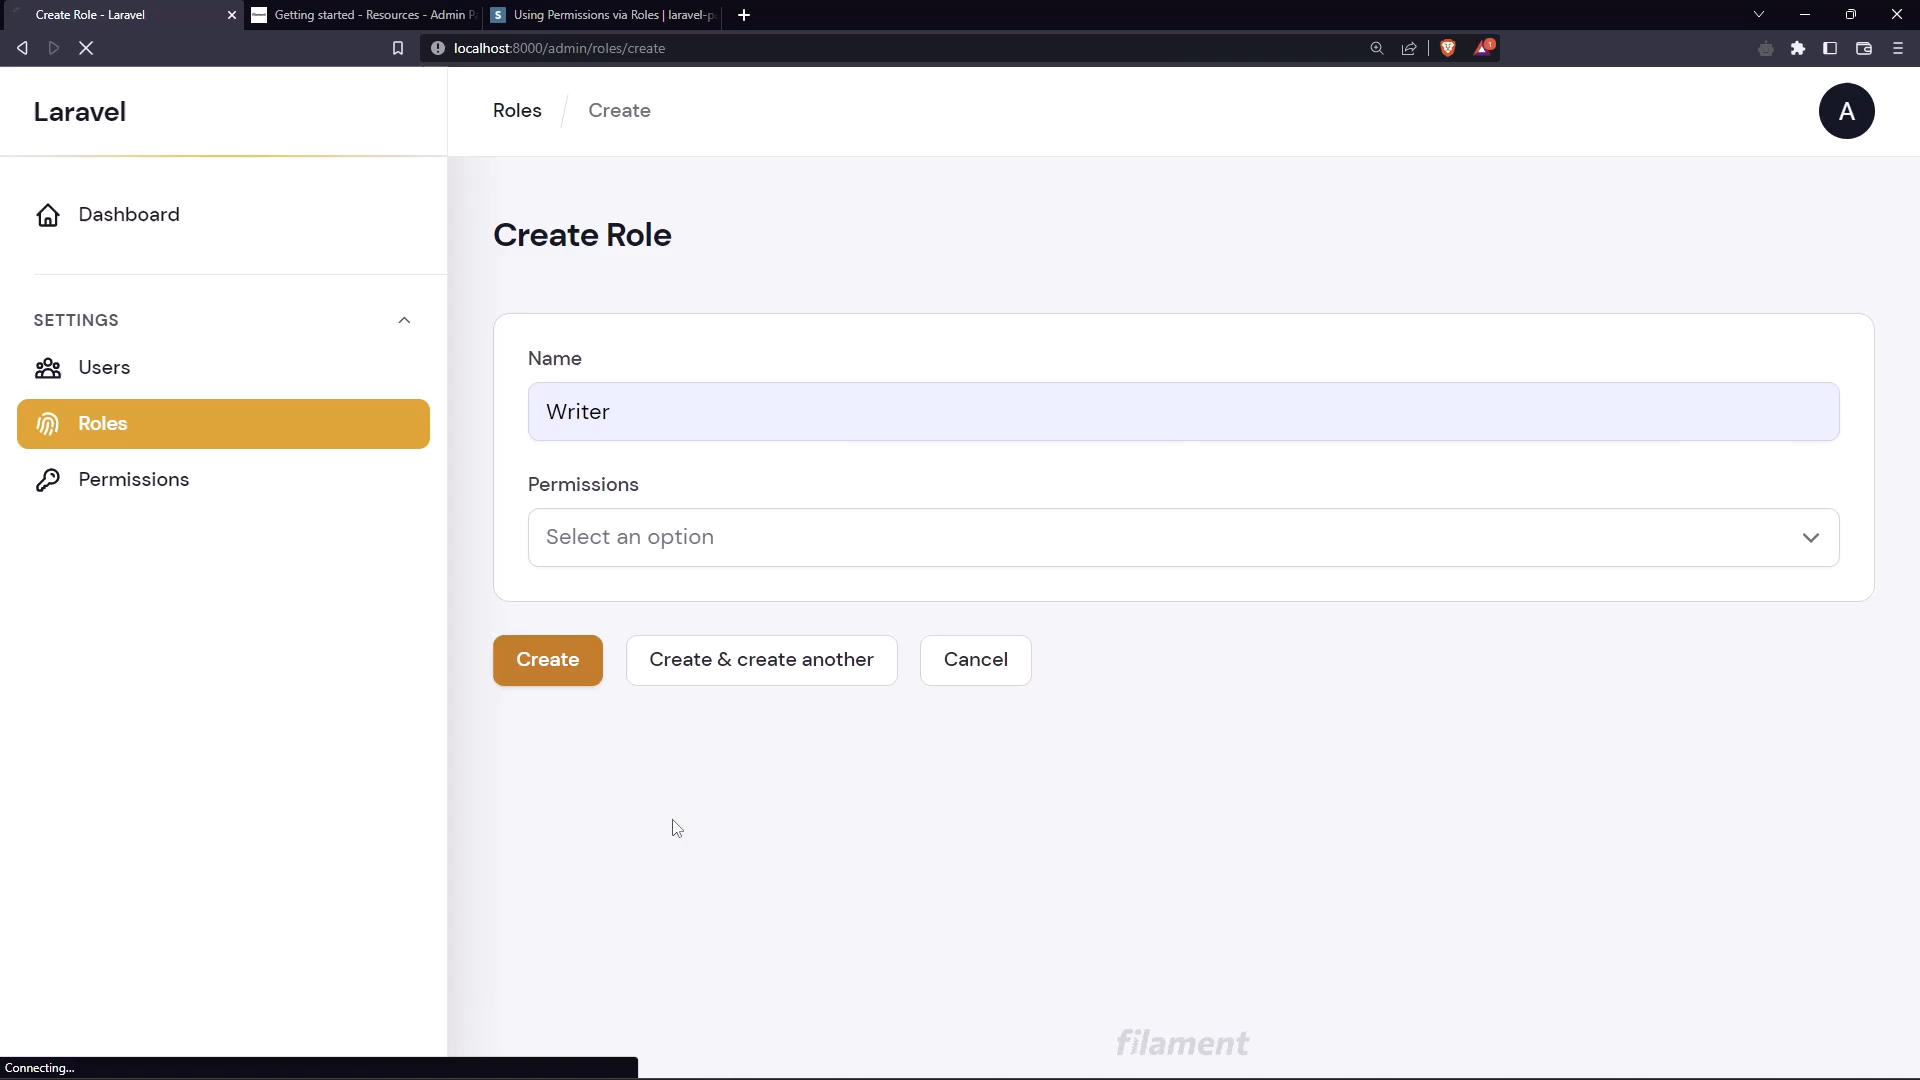 Create Role - Laravel
Getting started - Resources - Admin P
Using Permissions via Roles | laravel-p
localhost:8000/admin/roles/create
1
Laravel
Roles
Create
A
Dashboard
Create Role
SETTINGS
Users
Roles
Permissions
Name
Writer
Permissions
Select an option
Create
Create & create another
Cancel
filament
Connecting...